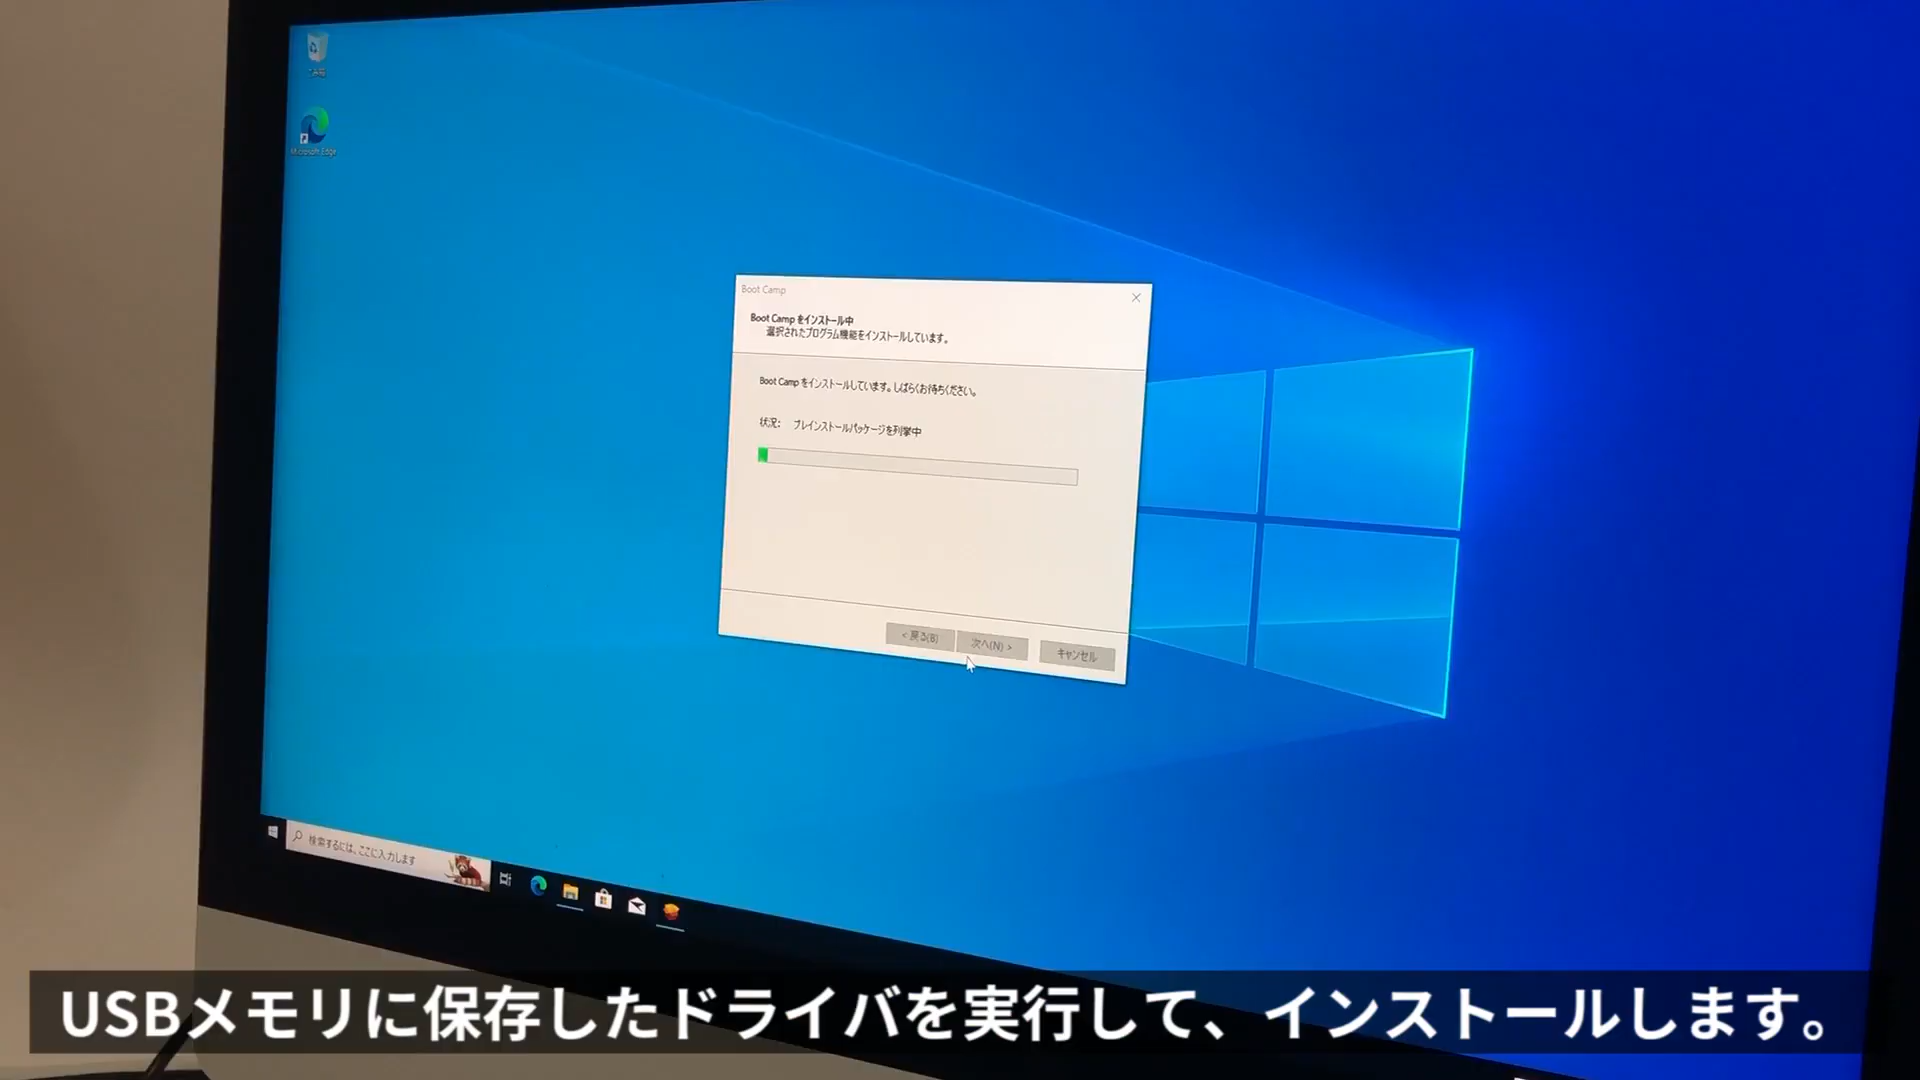 ごみ箱
Microsoft Edge
Boot Camp
Boot Camp をインストール中
選択されたプログラム機能をインストールしています。
Boot Camp をインストールしています。しばらくお待ちください。
状況: プレインストールパッケージを列挙中
< 戻る(B)
次へ(N) >
キャンセル
検索するには、ここに入力します
USBメモリに保存したドライバを実行して、インストールします。